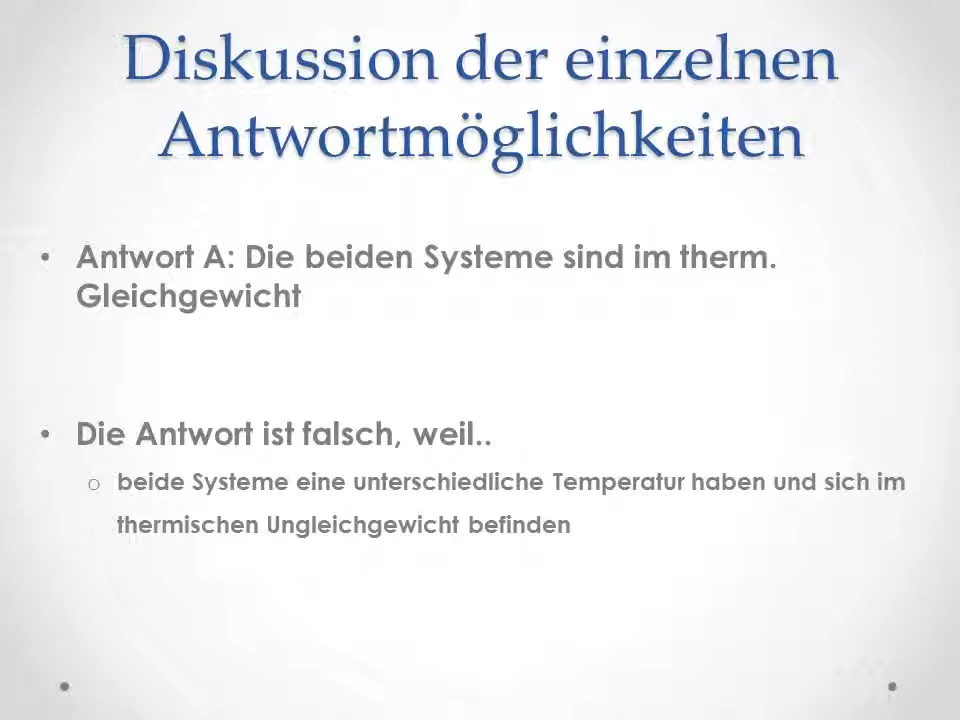 Diskussion der einzelnen
Antwortmöglichkeiten
• Antwort A: Die beiden Systeme sind im therm.
Gleichgewicht
• Die Antwort ist falsch, weil..
o beide Systeme eine unterschiedliche Temperatur haben und sich im
thermischen Ungleichgewicht befinden